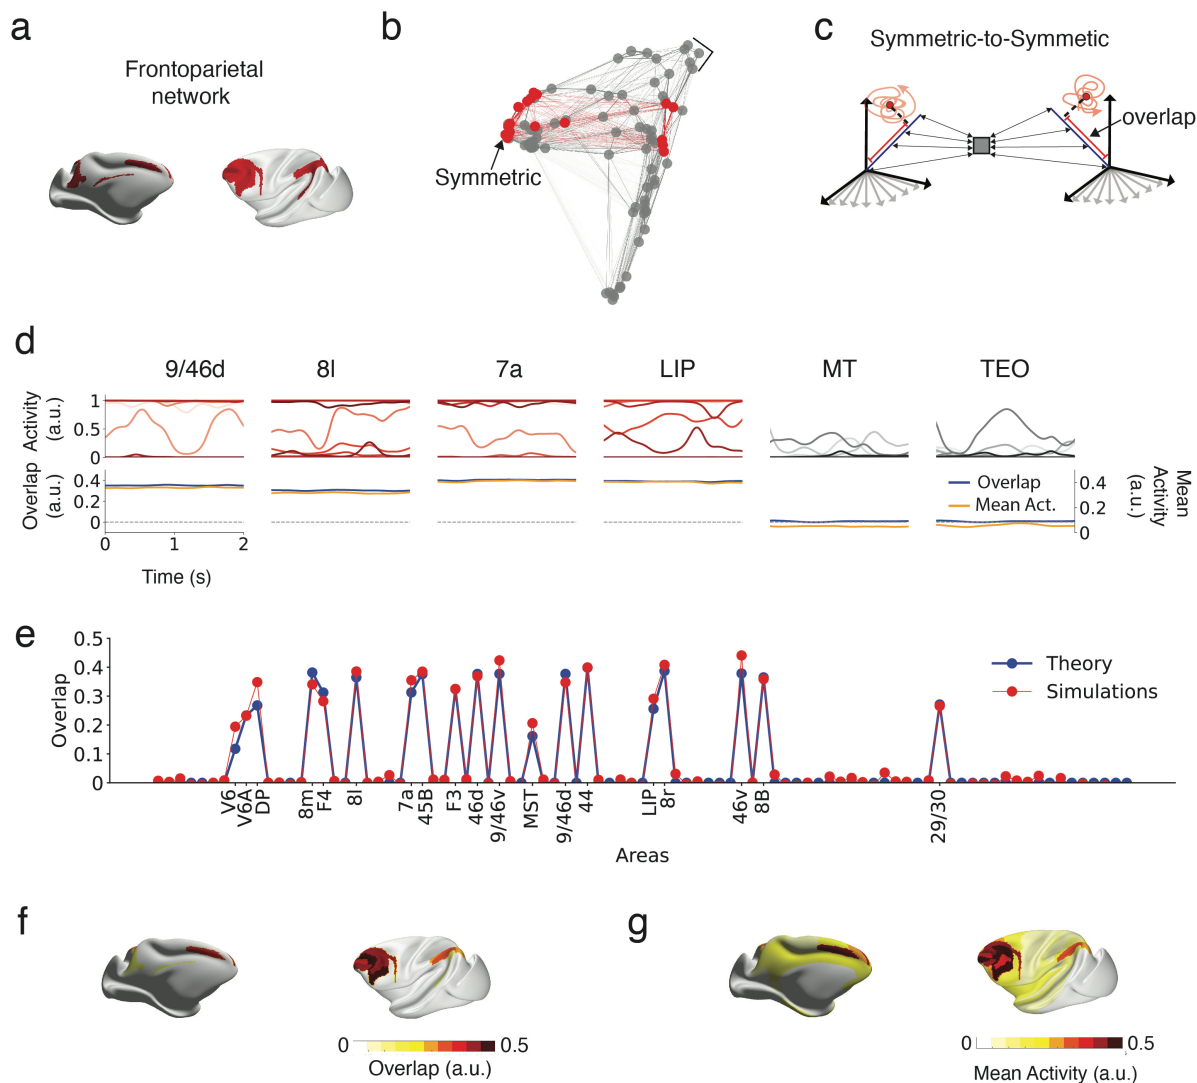 a
Frontoparietal
network
b
Symmetric
c
Symmetric-to-Symmetic
overlap
d
9/46d
8l
7a
LIP
MT
TEO
Activity
(a.u.)
1
0.5
0
Overlap
(a.u.)
0.4
0.2
0
0
1
2
Time (s)
Overlap
Mean Act.
0.4
0.2
0
Mean
Activity
(a.u.)
e
Overlap
0.5
0.4
0.3
0.2
0.1
0
Theory
Simulations
V6
V6A
DP
8m
F4
8l
7a
45B
F3
46d
9/46v
MST
9/46d
44
LIP
8r
46v
8B
29/30
Areas
f
0
0.5
Overlap (a.u.)
g
0
0.5
Mean Activity (a.u.)